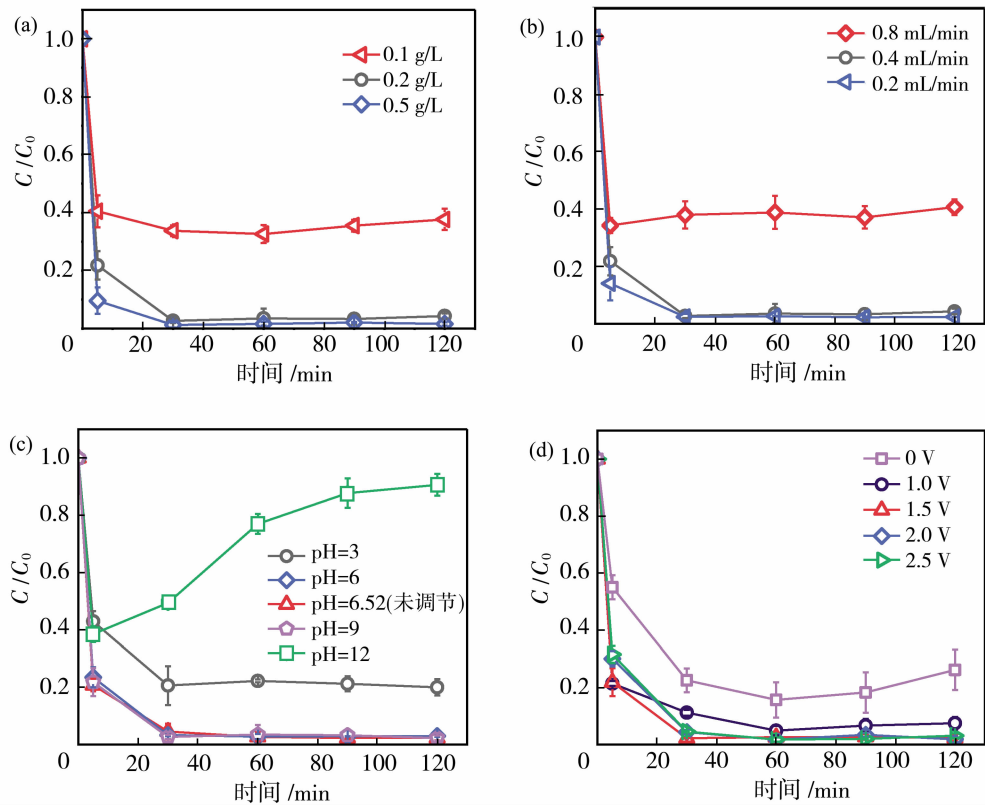 (a)
1.0
0.8
0.6
0.4
0.2
0
20
40
60
80
100
120
C/C₀
时间 /min
0.1 g/L
0.2 g/L
0.5 g/L
(b)
1.0
0.8
0.6
0.4
0.2
0
20
40
60
80
100
120
C/C₀
时间 /min
0.8 mL/min
0.4 mL/min
0.2 mL/min
(c)
1.0
0.8
0.6
0.4
0.2
0
20
40
60
80
100
120
C/C₀
时间 /min
pH=3
pH=6
pH=6.52(未调节)
pH=9
pH=12
(d)
1.0
0.8
0.6
0.4
0.2
0
20
40
60
80
100
120
C/C₀
时间 /min
0 V
1.0 V
1.5 V
2.0 V
2.5 V